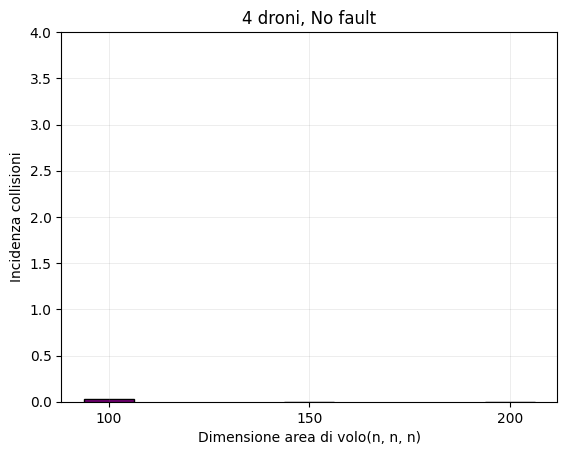 4 droni, No fault
4.0
3.5
3.0
2.5
2.0
1.5
1.0
0.5
0.0
Incidenza collisioni
100 150 200
Dimensione area di volo(n, n, n)